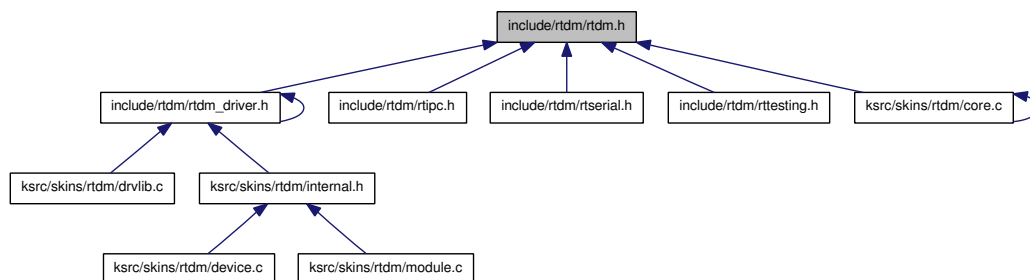 include/rtdm/rtdm.h
include/rtdm/rtdm_driver.h
include/rtdm/rtipc.h
include/rtdm/rtserial.h
include/rtdm/rttesting.h
ksrc/skins/rtdm/core.c
ksrc/skins/rtdm/drvlib.c
ksrc/skins/rtdm/internal.h
ksrc/skins/rtdm/device.c
ksrc/skins/rtdm/module.c